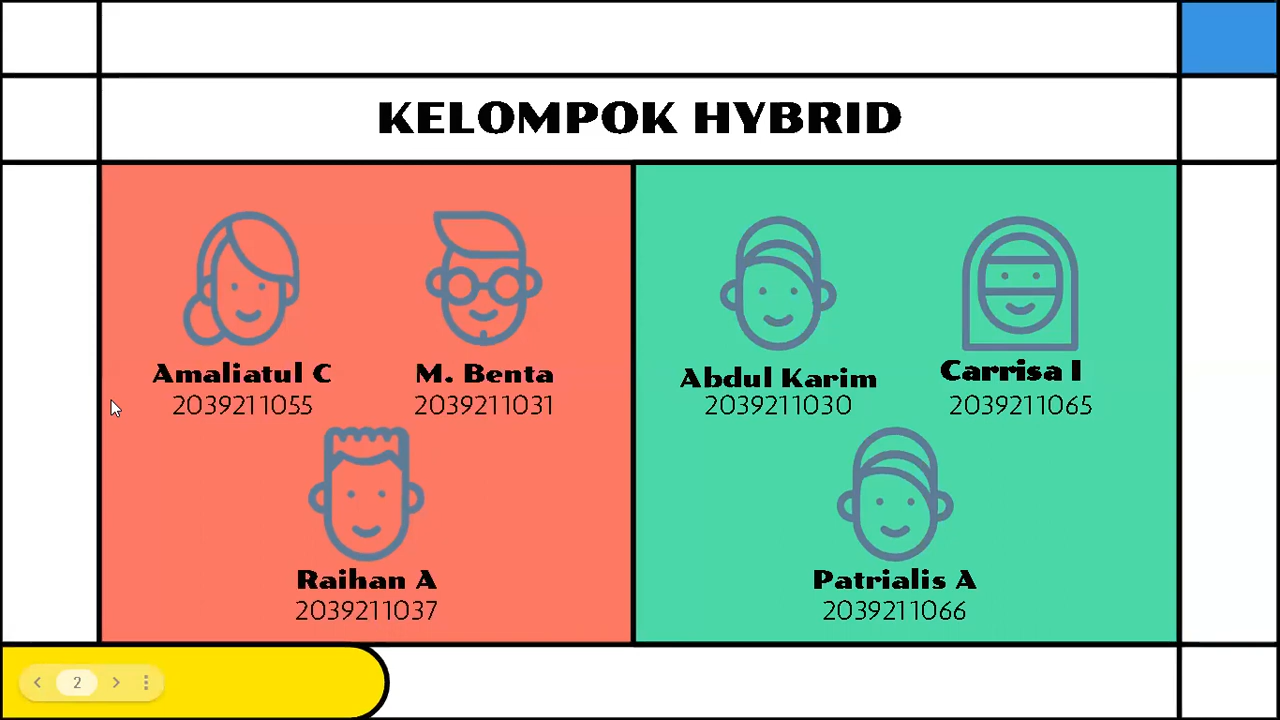 KELOMPOK HYBRID
Amaliatul C
2039211055
M. Benta
2039211031
Raihan A
2039211037
Abdul Karim
2039211030
Carrisa I
2039211065
Patrialis A
2039211066
2